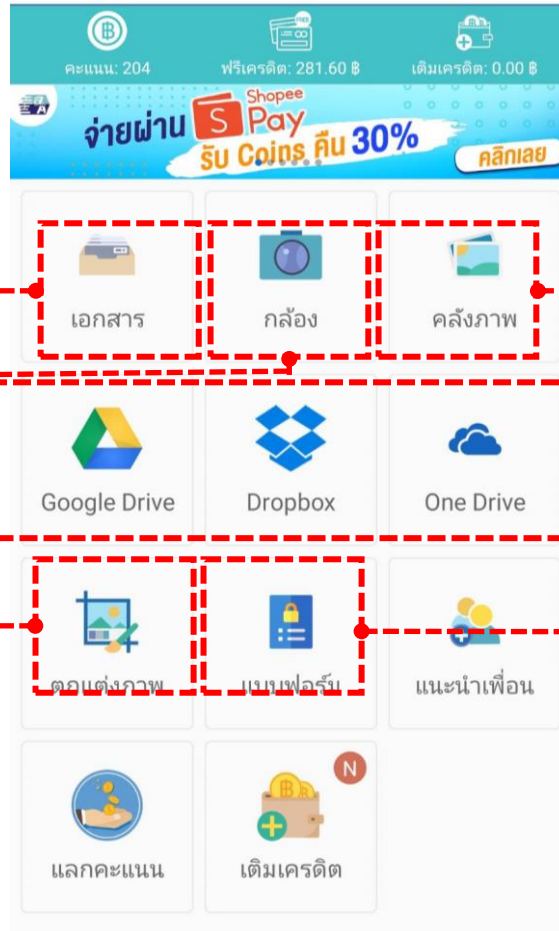 คะแนน: 204
ฟรีเครดิต: 281.60 ฿
เติมเครดิต: 0.00 ฿
จ่ายผ่าน S Shopee Pay
รับ Coins คืน 30%
คลิกเลย
เอกสาร
กล้อง
คลังภาพ
Google Drive
Dropbox
One Drive
ตกแต่งภาพ
แบบฟอร์ม
แนะนำเพื่อน
N
แลกคะแนน
เติมเครดิต